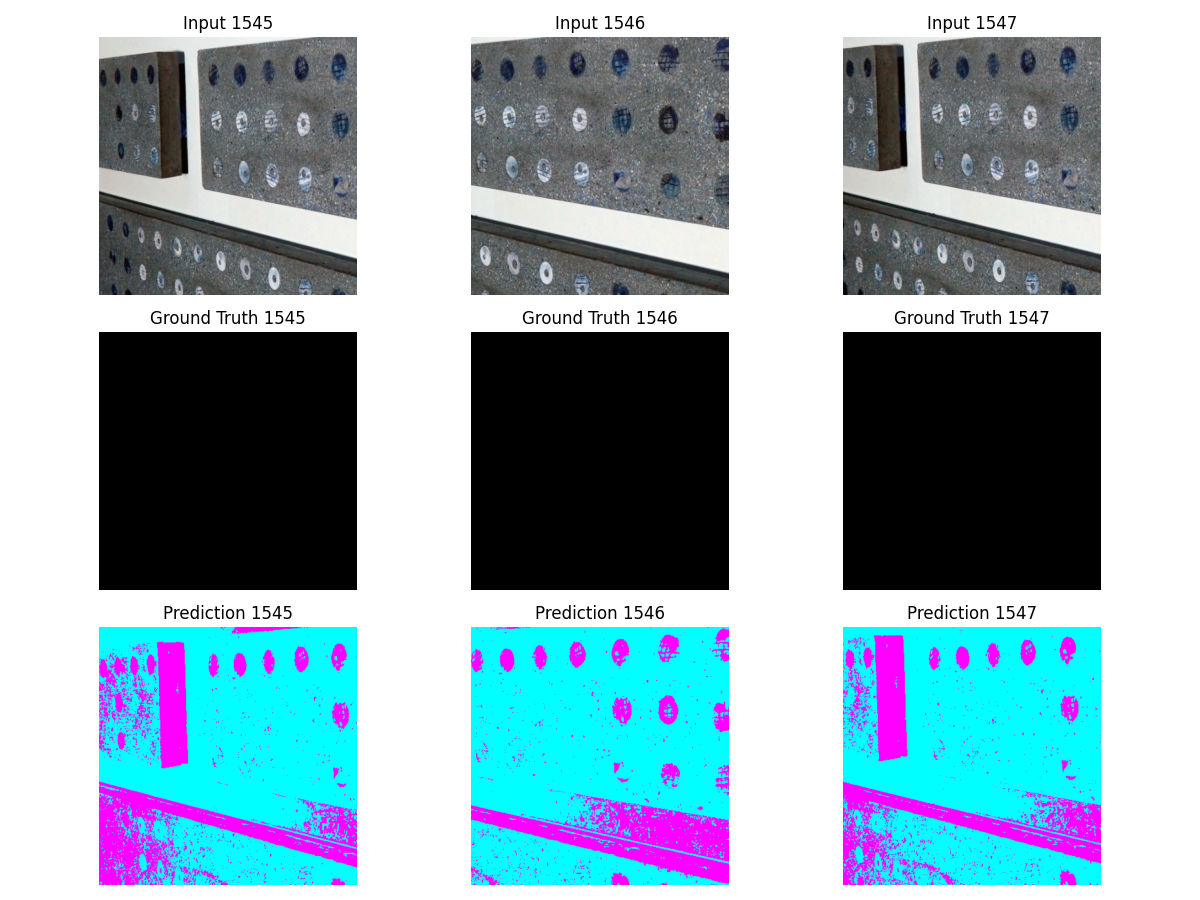 Input 1545
Input 1546
Input 1547
Ground Truth 1545
Ground Truth 1546
Ground Truth 1547
Prediction 1545
Prediction 1546
Prediction 1547